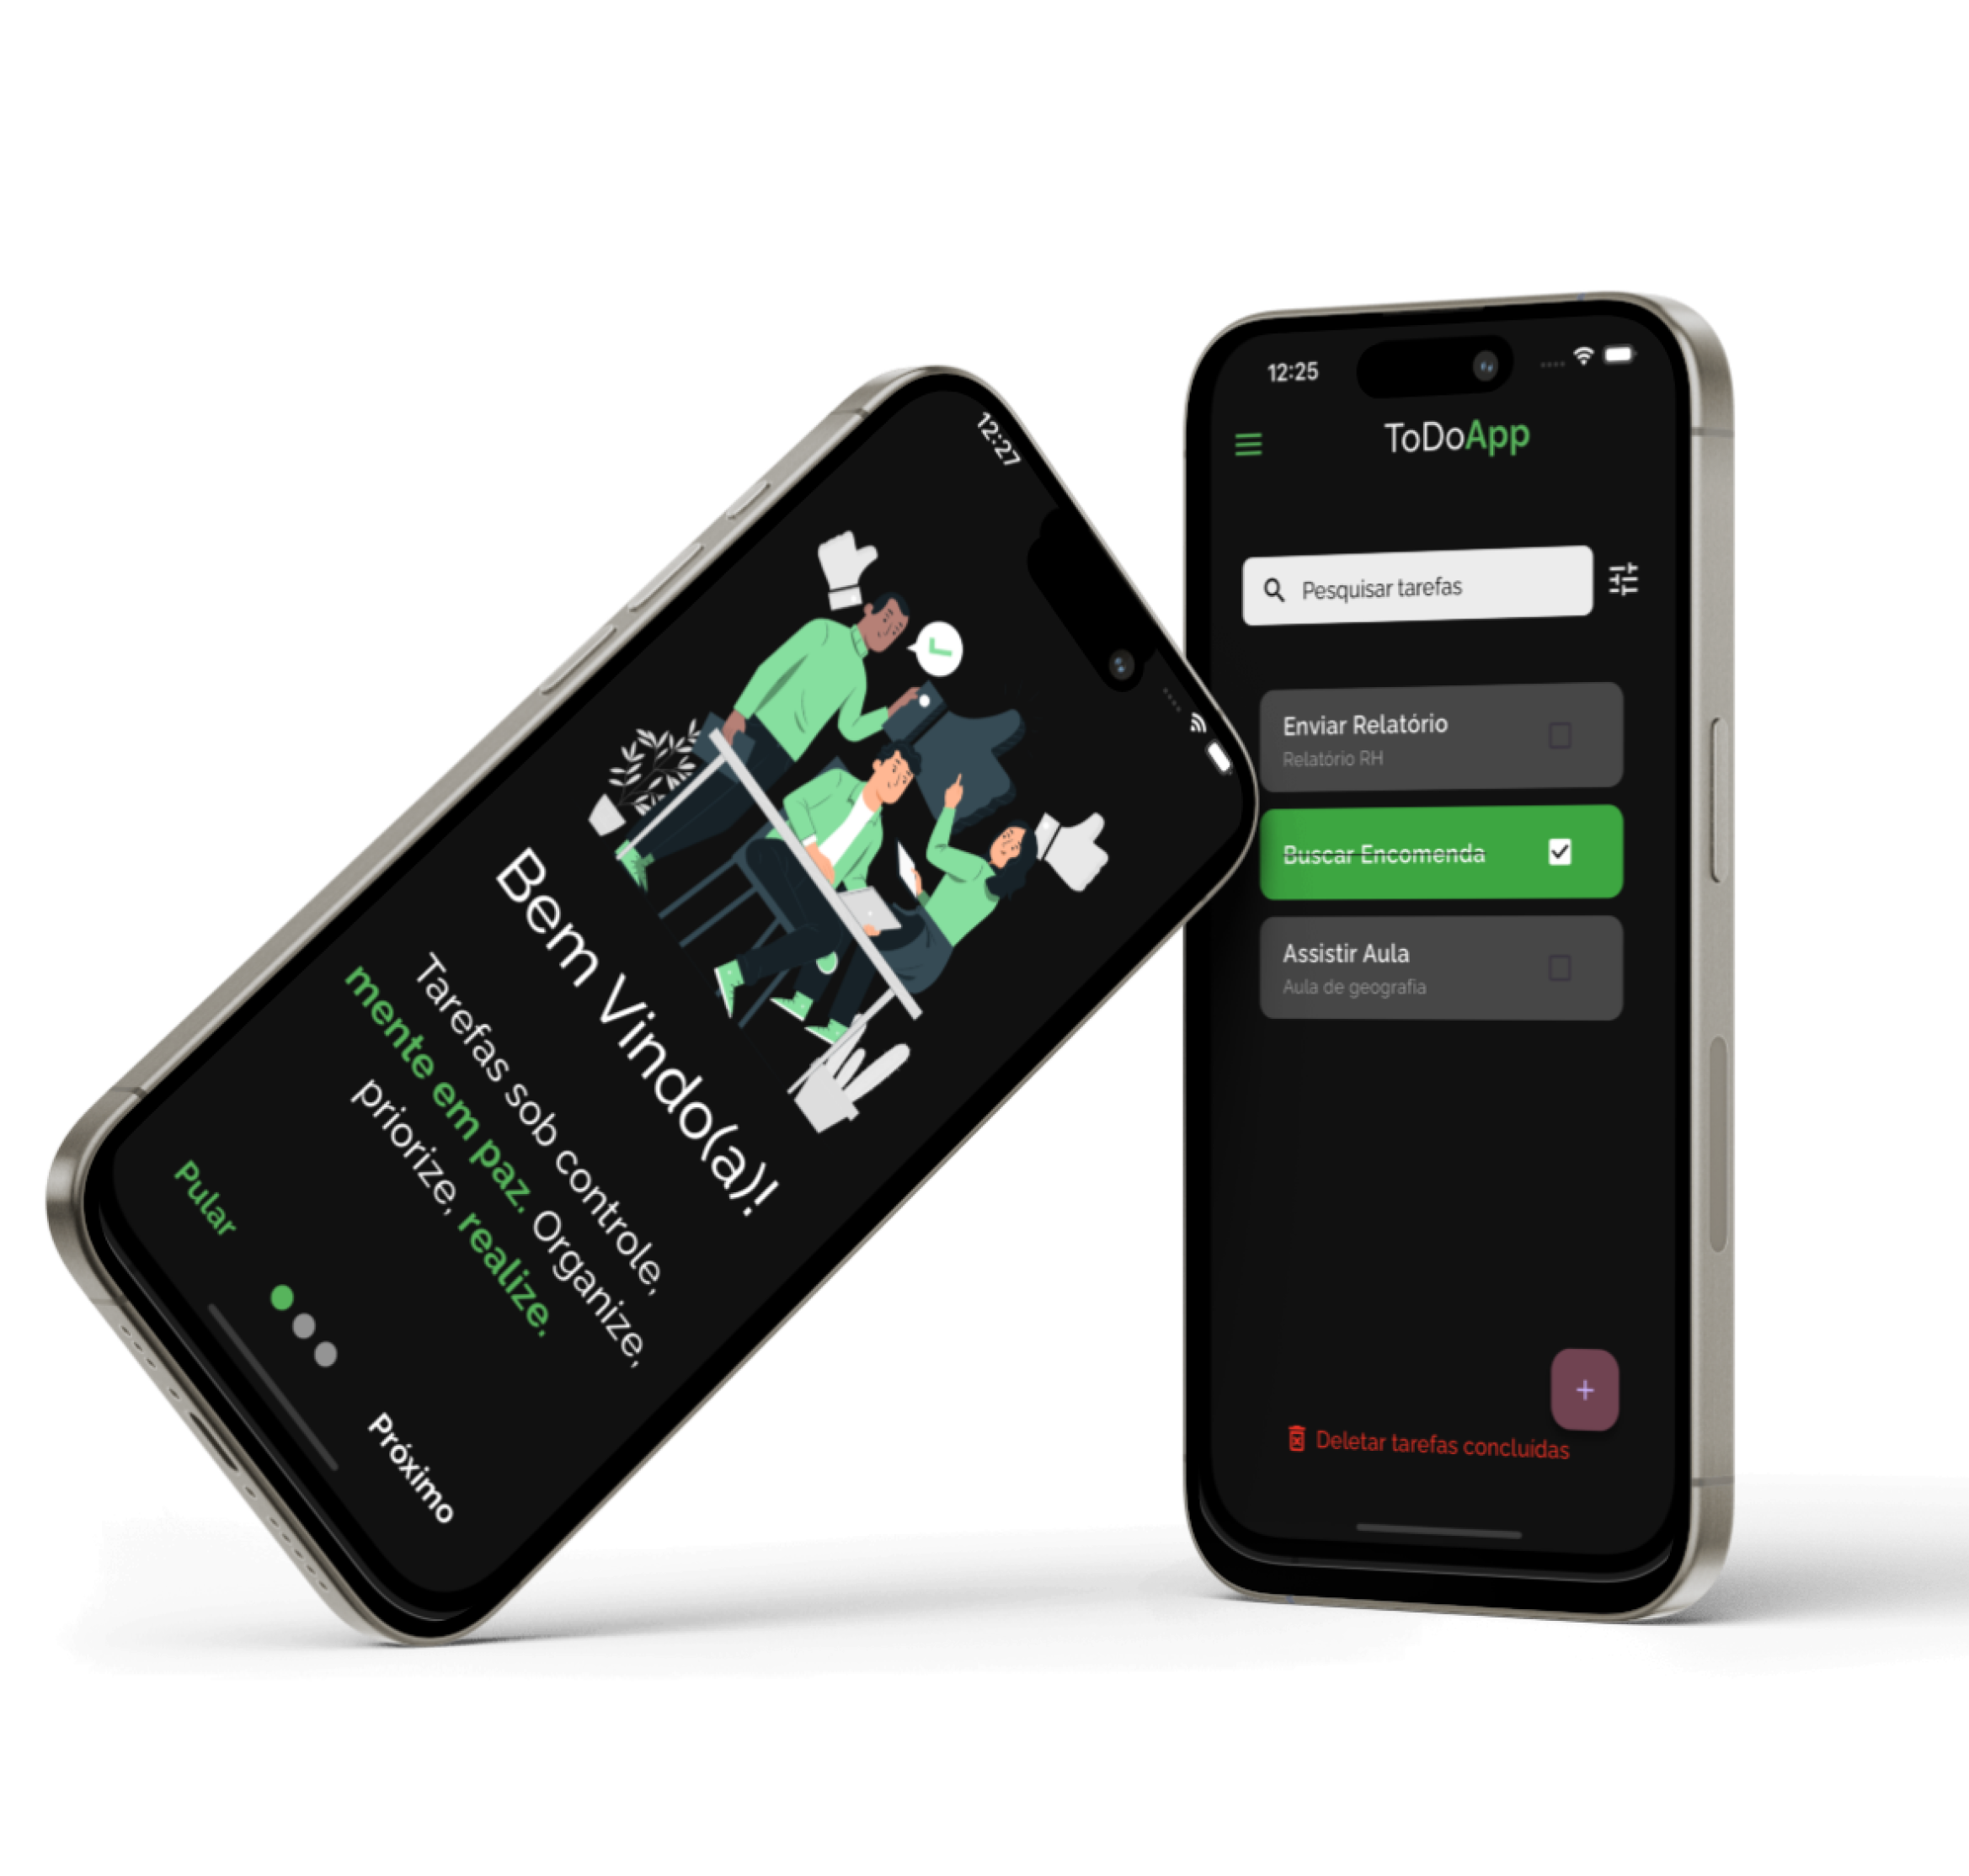 12:27
Bem Vindo(a)!
Tarefas sob controle,
mente em paz. Organize,
priorize, realize.
Pular
Próximo
12:25
ToDoApp
Pesquisar tarefas
Enviar Relatório
Relatório RH
Buscar Encomenda
Assistir Aula
Aula de geografia
+
Deletar tarefas concluidas